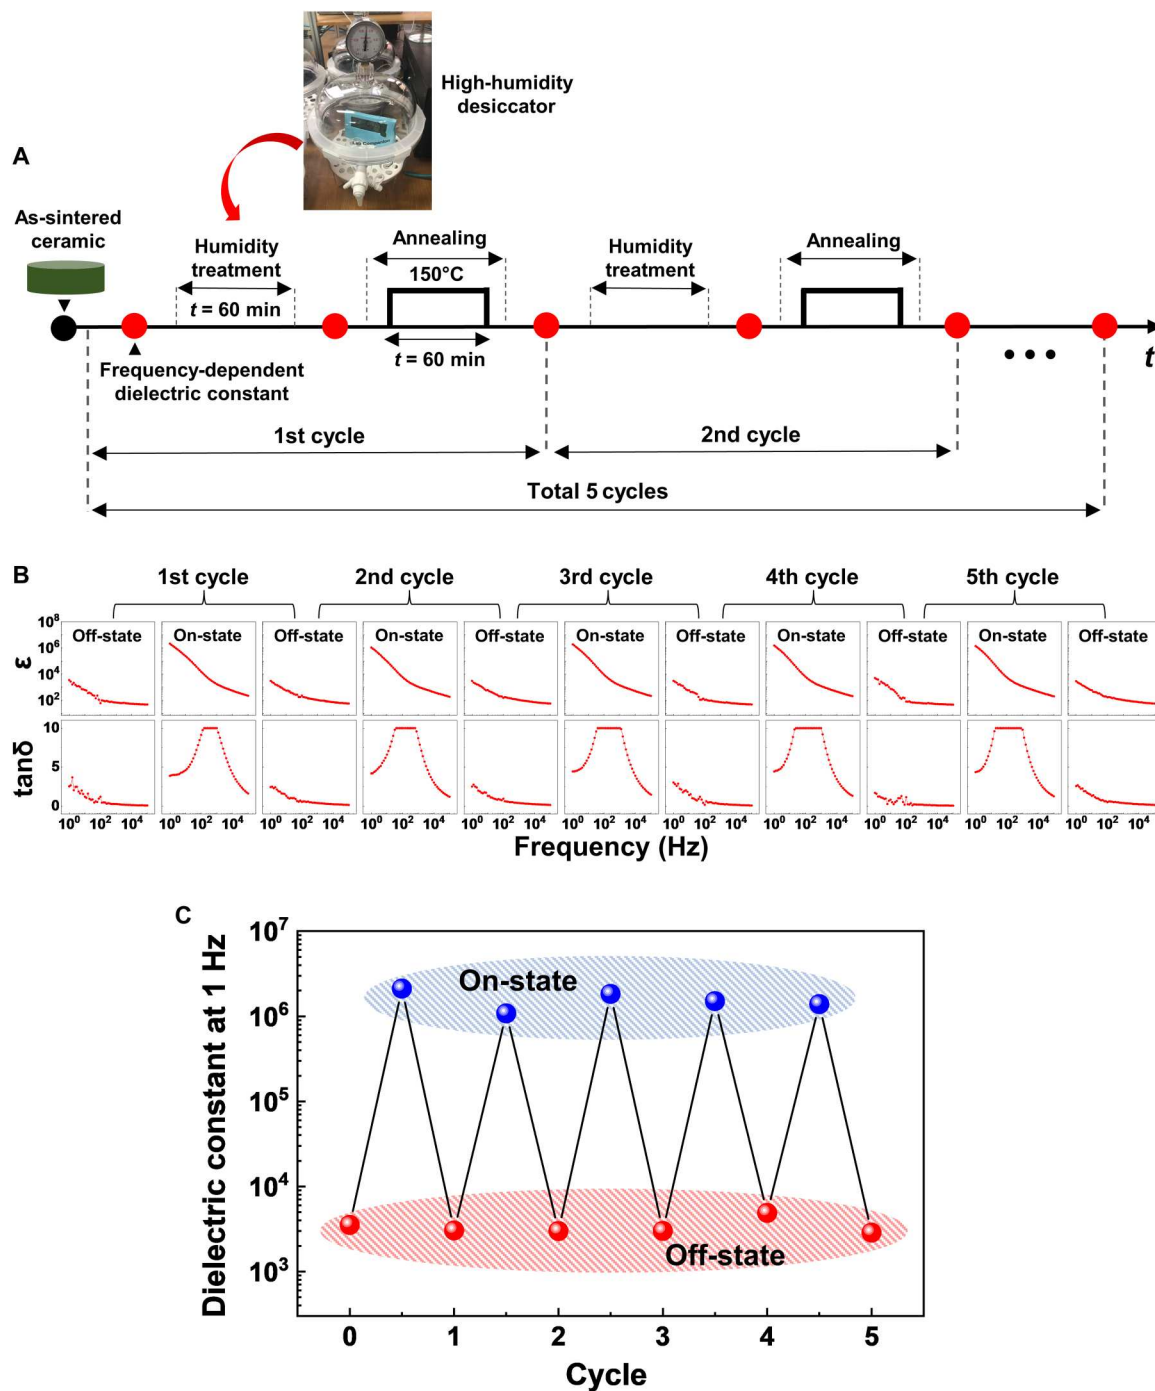 High-humidity
desiccator
A
As-sintered
ceramic
Humidity
treatment
t = 60 min
Annealing
150°C
t = 60 min
Humidity
treatment
Annealing
Frequency-dependent
dielectric constant
t
1st cycle
2nd cycle
Total 5 cycles
B
1st cycle 2nd cycle 3rd cycle 4th cycle 5th cycle
Off-state On-state Off-state On-state Off-state On-state Off-state On-state Off-state On-state Off-state
10⁸
10⁶
10⁴
10²
ε
10
5
0
tanδ
10⁰ 10² 10⁴ 10⁰ 10² 10⁴ 10⁰ 10² 10⁴ 10⁰ 10² 10⁴ 10⁰ 10² 10⁴ 10⁰ 10² 10⁴ 10⁰ 10² 10⁴ 10⁰ 10² 10⁴ 10⁰ 10² 10⁴ 10⁰ 10² 10⁴ 10⁰ 10² 10⁴
Frequency (Hz)
C
Dielectric constant at 1 Hz
10⁷
10⁶
10⁵
10⁴
10³
On-state
Off-state
0 1 2 3 4 5
Cycle